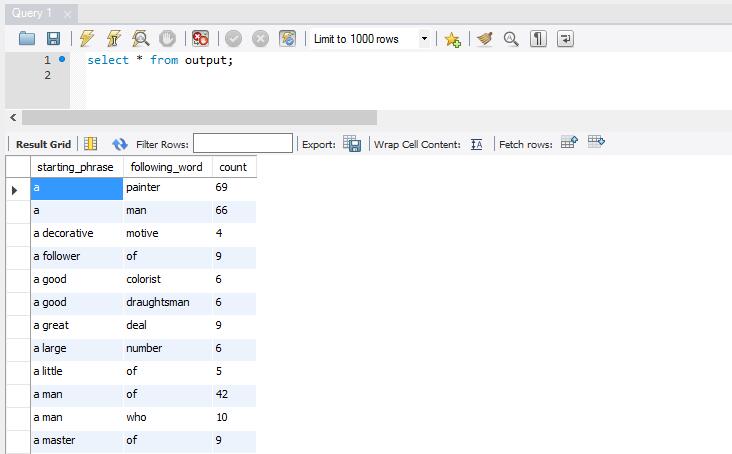 Query 1
Limit to 1000 rows
1 select * from output;
2
Result Grid Filter Rows: Export: Wrap Cell Content: Fetch rows:
starting_phrase following_word count
a painter 69
a man 66
a decorative motive 4
a follower of 9
a good colorist 6
a good draughtsman 6
a great deal 9
a large number 6
a little of 5
a man of 42
a man who 10
a master of 9